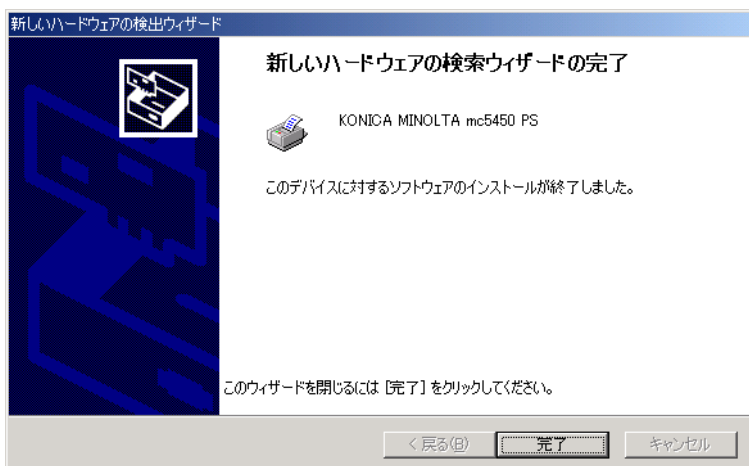 新しいハードウェアの検出ウィザード
新しいハードウェアの検索ウィザードの完了
KONICA MINOLTA mc5450 PS
このデバイスに対するソフトウェアのインストールが終了しました。
このウィザードを閉じるには [完了] をクリックしてください。
< 戻る(B)
完了
キャンセル